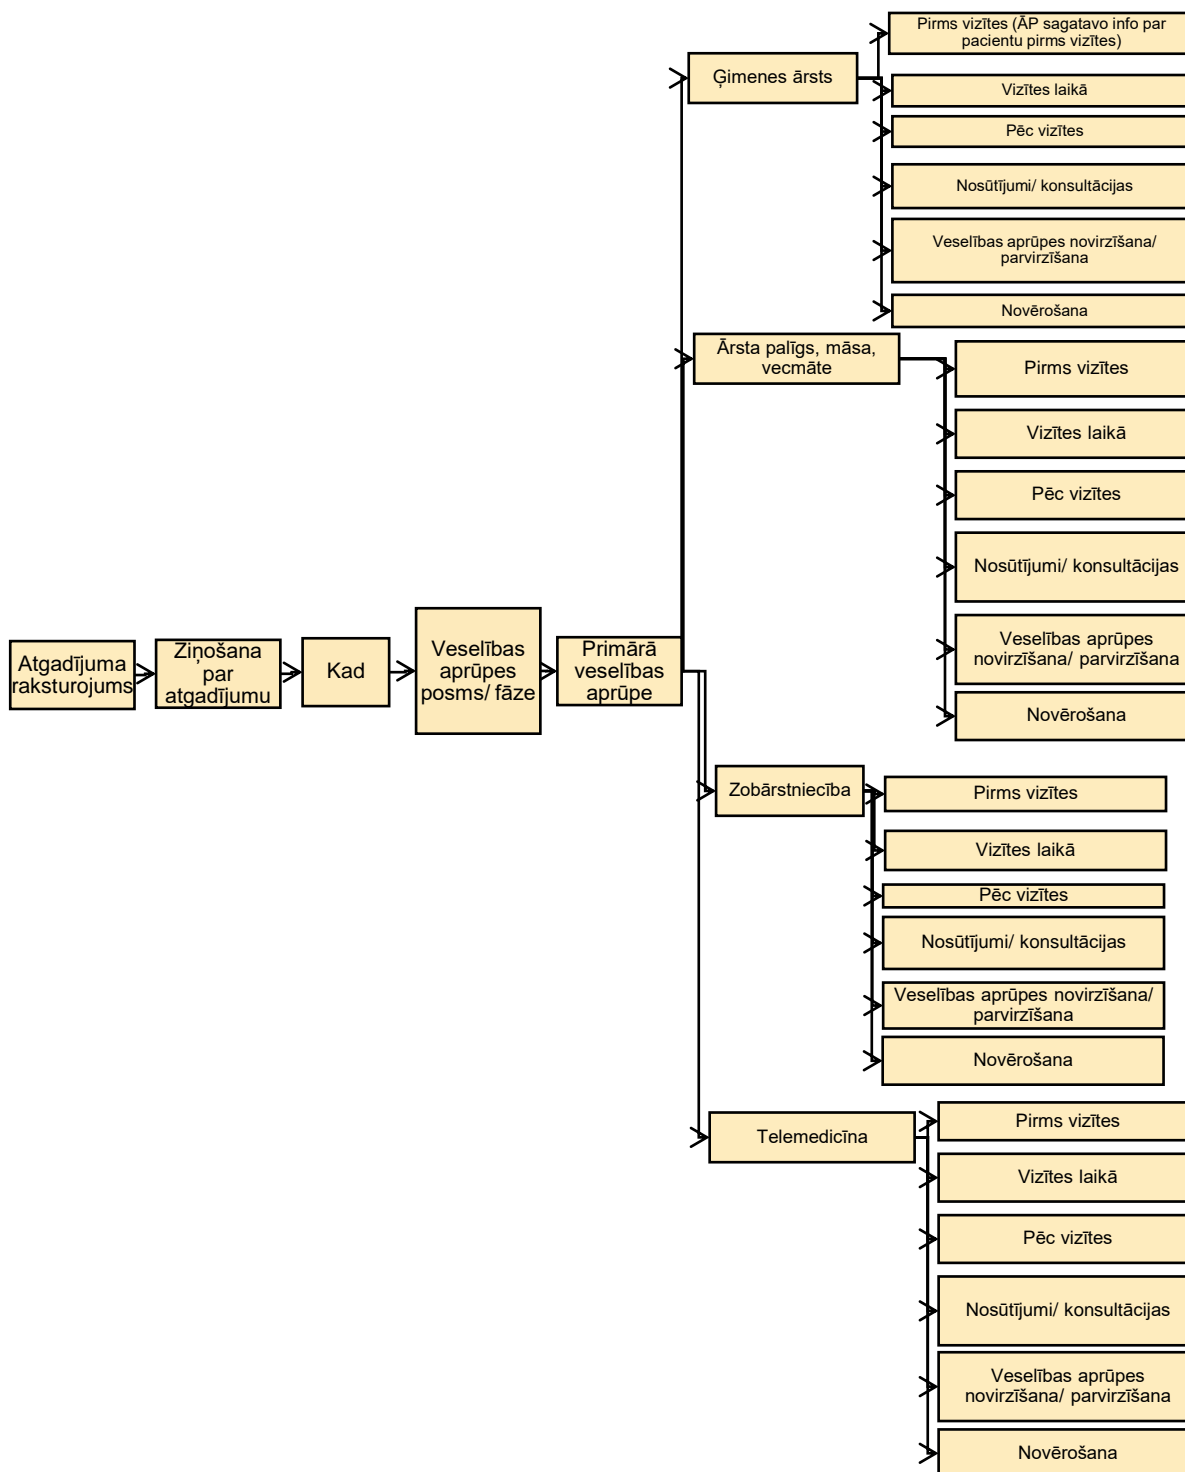 Pirms vizītes (ĀP sagatavo info par
pacientu pirms vizītes)
Ģimenes ārsts
Vizītes laikā
Pēc vizītes
Nosūtījumi/ konsultācijas
Veselības aprūpes novirzīšana/
parvirzīšana
Novērošana
Ārsta palīgs, māsa,
vecmāte
Pirms vizītes
Vizītes laikā
Pēc vizītes
Nosūtījumi/ konsultācijas
Veselības aprūpes
novirzīšana/ parvirzīšana
Novērošana
Atgadījuma
raksturojums
Ziņošana
par
atgadījumu
Kad
Veselības
aprūpes
posms/ fāze
Primārā
veselības
aprūpe
Zobārstniecība
Pirms vizītes
Vizītes laikā
Pēc vizītes
Nosūtījumi/ konsultācijas
Veselības aprūpes novirzīšana/
parvirzīšana
Novērošana
Telemedicīna
Pirms vizītes
Vizītes laikā
Pēc vizītes
Nosūtījumi/ konsultācijas
Veselības aprūpes
novirzīšana/ parvirzīšana
Novērošana